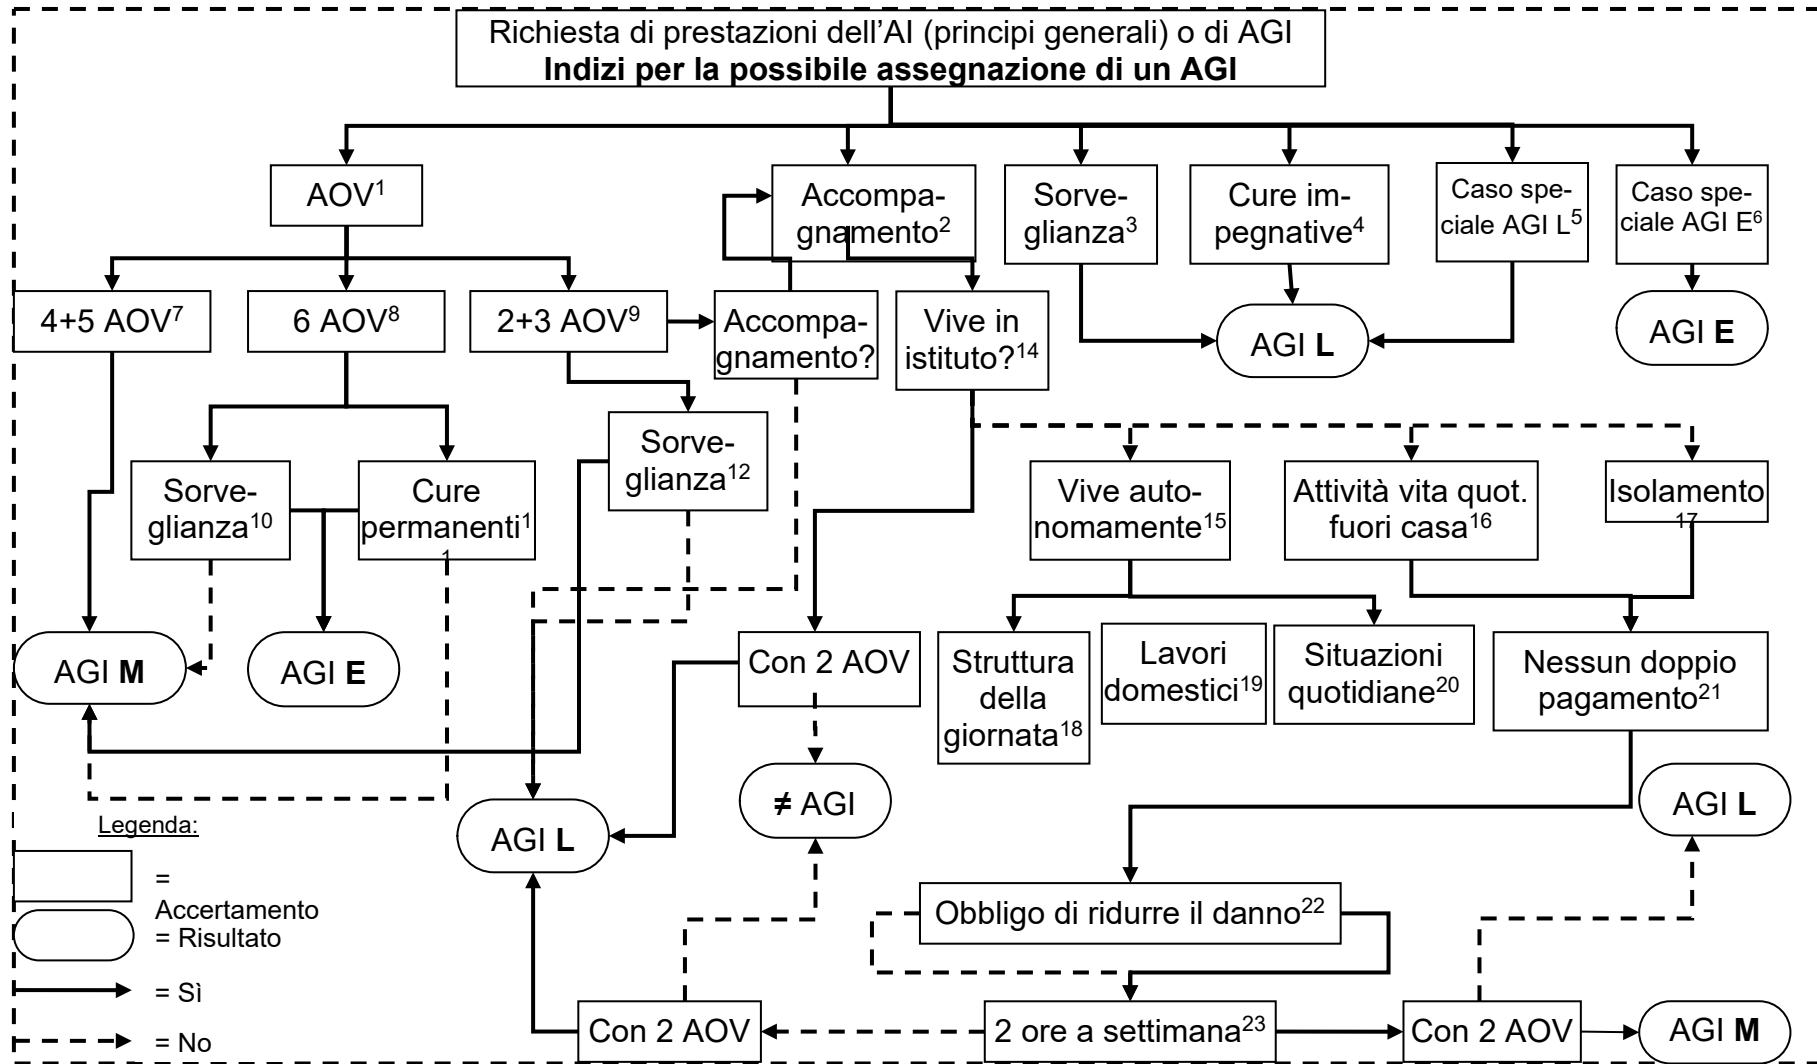 Richiesta di prestazioni dell’AI (principi generali) o di AGI
Indizi per la possibile assegnazione di un AGI
AOV1
Accompa-
gnamento2
Sorve-
glianza3
Cure im-
pegnative4
Caso spe-
ciale AGI L5
Caso spe-
ciale AGI E6
4+5 AOV7
6 AOV8
2+3 AOV9
Accompa-
gnamento?
Vive in
istituto?14
AGI L
AGI E
Sorve-
glianza10
Cure
permanenti1
1
Sorve-
glianza12
Vive auto-
nomamente15
Attività vita quot.
fuori casa16
Isolamento
17
AGI M
AGI E
Con 2 AOV
Struttura
della
giornata18
Lavori
domestici19
Situazioni
quotidiane20
Nessun doppio
pagamento21
≠ AGI
AGI L
AGI L
Legenda:
=
Accertamento
= Risultato
= Sì
= No
Obbligo di ridurre il danno22
Con 2 AOV
2 ore a settimana23
Con 2 AOV
AGI M